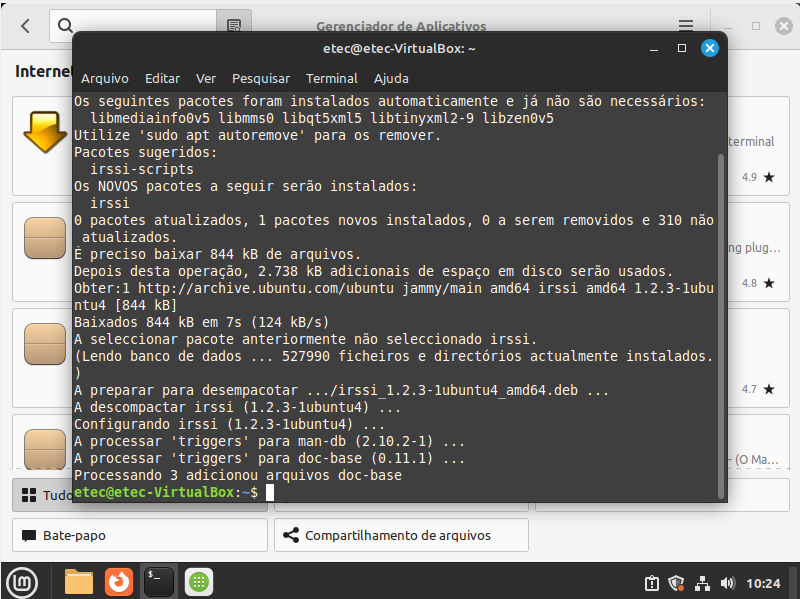 Gerenciador de Aplicativos
Internet
etec@etec-VirtualBox: ~
Arquivo Editar Ver Pesquisar Terminal Ajuda
Os seguintes pacotes foram instalados automaticamente e já não são necessários:
libmediainfo0v5 libmms0 libqt5xml5 libtinyxml2-9 libzen0v5
Utilize 'sudo apt autoremove' para os remover.
Pacotes sugeridos:
irssi-scripts
Os NOVOS pacotes a seguir serão instalados:
irssi
0 pacotes atualizados, 1 pacotes novos instalados, 0 a serem removidos e 310 não
atualizados.
É preciso baixar 844 kB de arquivos.
Depois desta operação, 2.738 kB adicionais de espaço em disco serão usados.
Obter:1 http://archive.ubuntu.com/ubuntu jammy/main amd64 irssi amd64 1.2.3-1ubu
ntu4 [844 kB]
Baixados 844 kB em 7s (124 kB/s)
A seleccionar pacote anteriormente não seleccionado irssi.
(Lendo banco de dados ... 527990 ficheiros e directórios actualmente instalados.
)
A preparar para desempacotar .../irssi_1.2.3-1ubuntu4_amd64.deb ...
A descompactar irssi (1.2.3-1ubuntu4) ...
Configurando irssi (1.2.3-1ubuntu4) ...
A processar 'triggers' para man-db (2.10.2-1) ...
A processar 'triggers' para doc-base (0.11.1) ...
Processando 3 adicionou arquivos doc-base
etec@etec-VirtualBox:~$
terminal
4.9 ★
ng plug...
4.8 ★
4.7 ★
- (O Ma...
Tudo
Bate-papo
Compartilhamento de arquivos
10:24